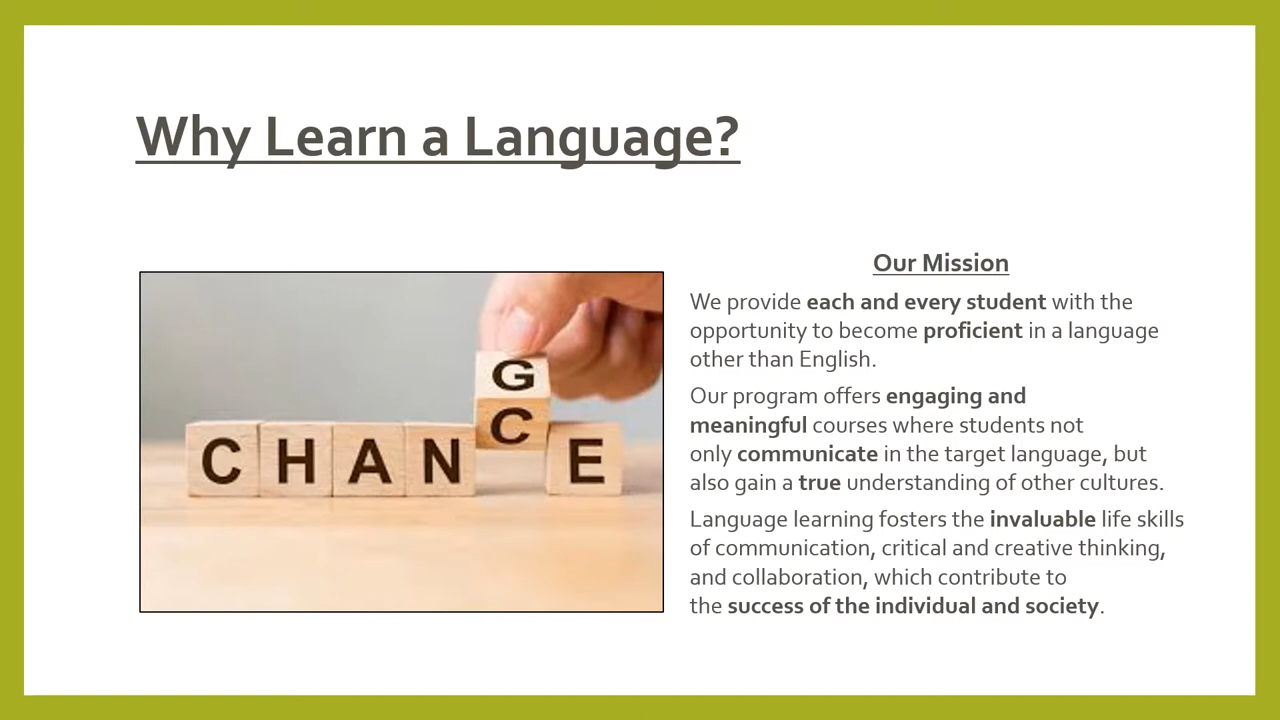 Why Learn a Language?
G
C H A N C E
Our Mission
We provide each and every student with the
opportunity to become proficient in a language
other than English.
Our program offers engaging and
meaningful courses where students not
only communicate in the target language, but
also gain a true understanding of other cultures.
Language learning fosters the invaluable life skills
of communication, critical and creative thinking,
and collaboration, which contribute to
the success of the individual and society.